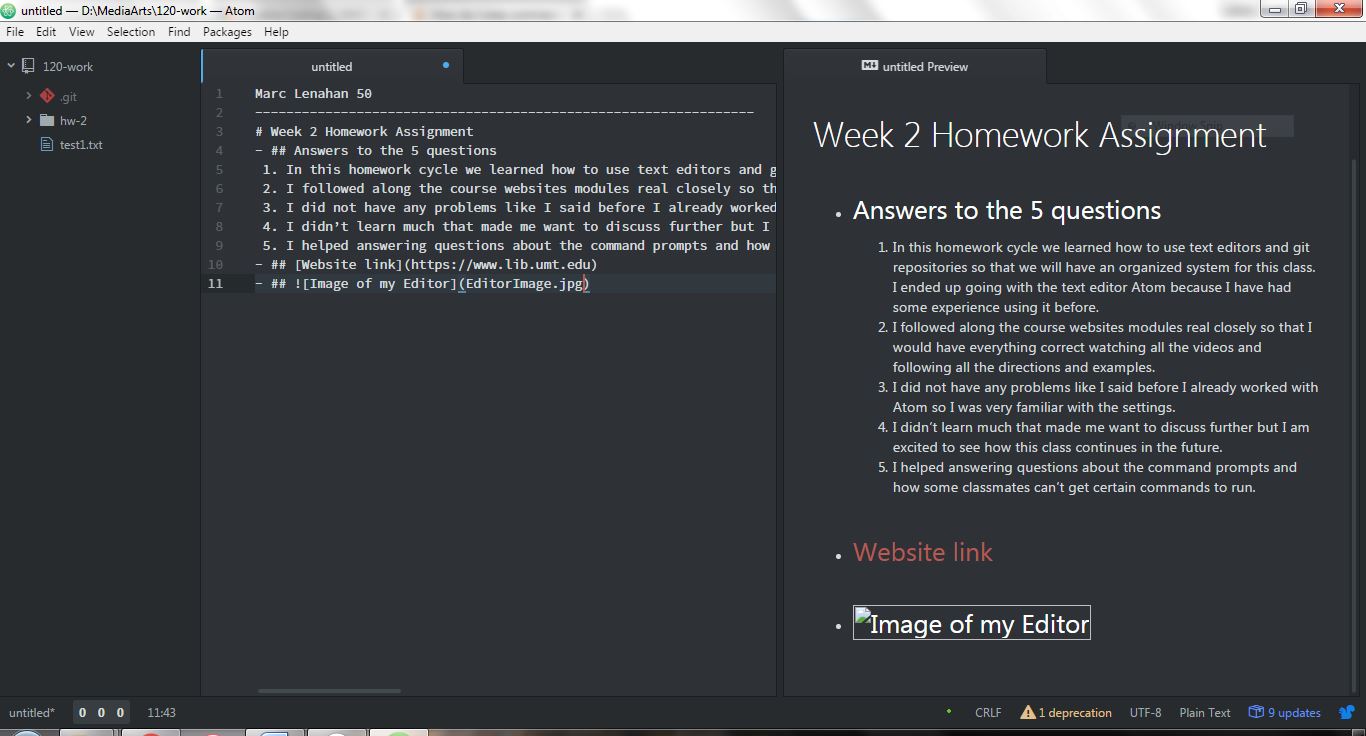 untitled — D:\MediaArts\120-work — Atom
File Edit View Selection Find Packages Help
120-work
.git
hw-2
test1.txt
untitled
1 Marc Lenahan 50
2 ----------------------------------------------------------------
3 # Week 2 Homework Assignment
4 - ## Answers to the 5 questions
5 1. In this homework cycle we learned how to use text editors and g
6 2. I followed along the course websites modules real closely so th
7 3. I did not have any problems like I said before I already worked
8 4. I didn’t learn much that made me want to discuss further but I
9 5. I helped answering questions about the command prompts and how
10 - ## [Website link](https://www.lib.umt.edu)
11 - ## ![Image of my Editor](EditorImage.jpg)
untitled Preview
Week 2 Homework Assignment
• Answers to the 5 questions
1. In this homework cycle we learned how to use text editors and git
repositories so that we will have an organized system for this class.
I ended up going with the text editor Atom because I have had
some experience using it before.
2. I followed along the course websites modules real closely so that I
would have everything correct watching all the videos and
following all the directions and examples.
3. I did not have any problems like I said before I already worked with
Atom so I was very familiar with the settings.
4. I didn’t learn much that made me want to discuss further but I am
excited to see how this class continues in the future.
5. I helped answering questions about the command prompts and
how some classmates can’t get certain commands to run.
• Website link
• Image of my Editor
untitled* 0 0 0 11:43 CRLF 1 deprecation UTF-8 Plain Text 9 updates